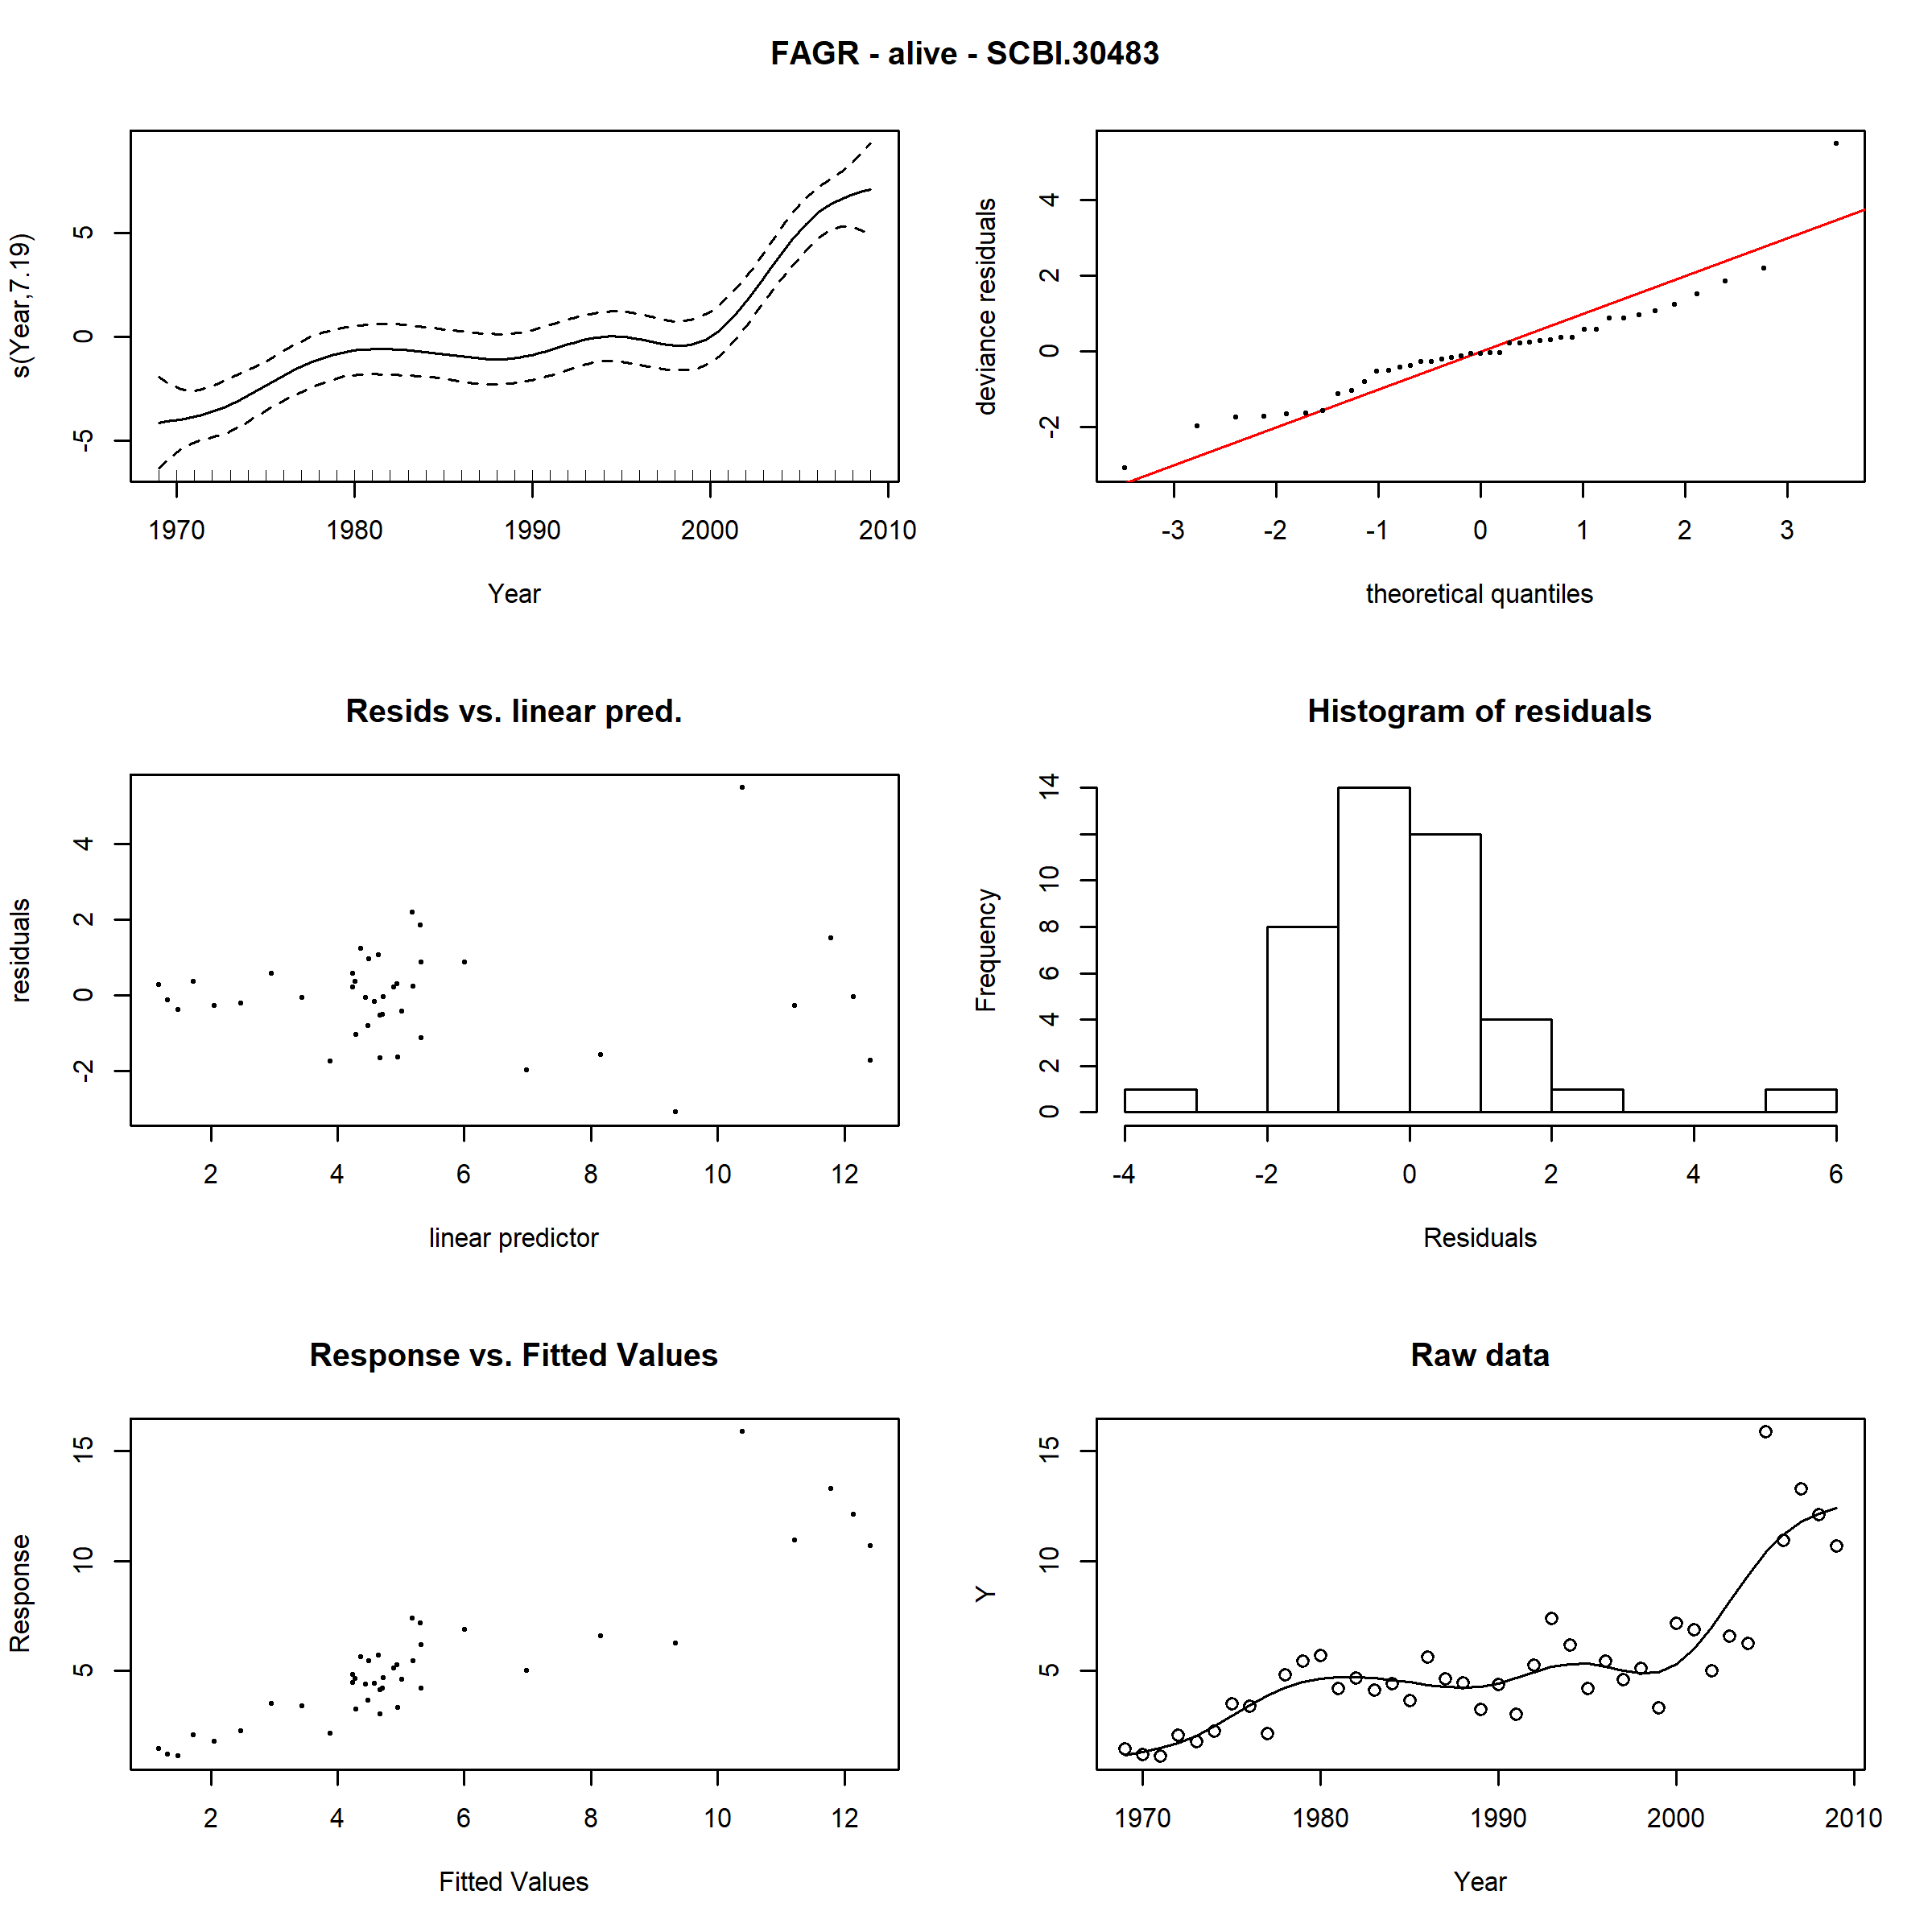 FAGR - alive - SCBI.30483
s(Year,7.19)
5
0
-5
1970 1980 1990 2000 2010
Year
deviance residuals
4
2
0
-2
-3 -2 -1 0 1 2 3
theoretical quantiles
Resids vs. linear pred.
residuals
4
2
0
-2
2 4 6 8 10 12
linear predictor
Histogram of residuals
Frequency
14
10
8
6
4
2
0
-4 -2 0 2 4 6
Residuals
Response vs. Fitted Values
Response
15
10
5
2 4 6 8 10 12
Fitted Values
Raw data
Y
15
10
5
1970 1980 1990 2000 2010
Year